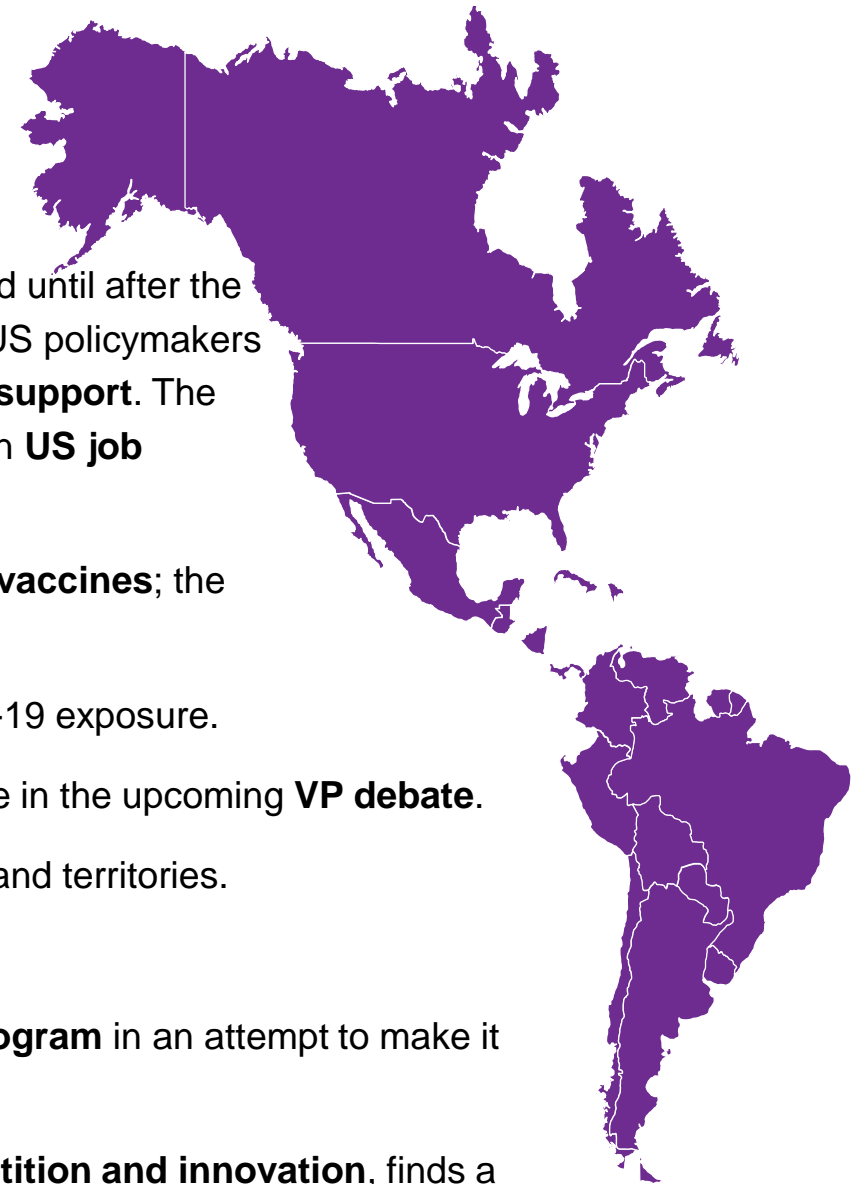 d until after the
US policymakers
support. The
n US job
vaccines; the
-19 exposure.
e in the upcoming VP debate.
and territories.
ogram in an attempt to make it
tition and innovation, finds a